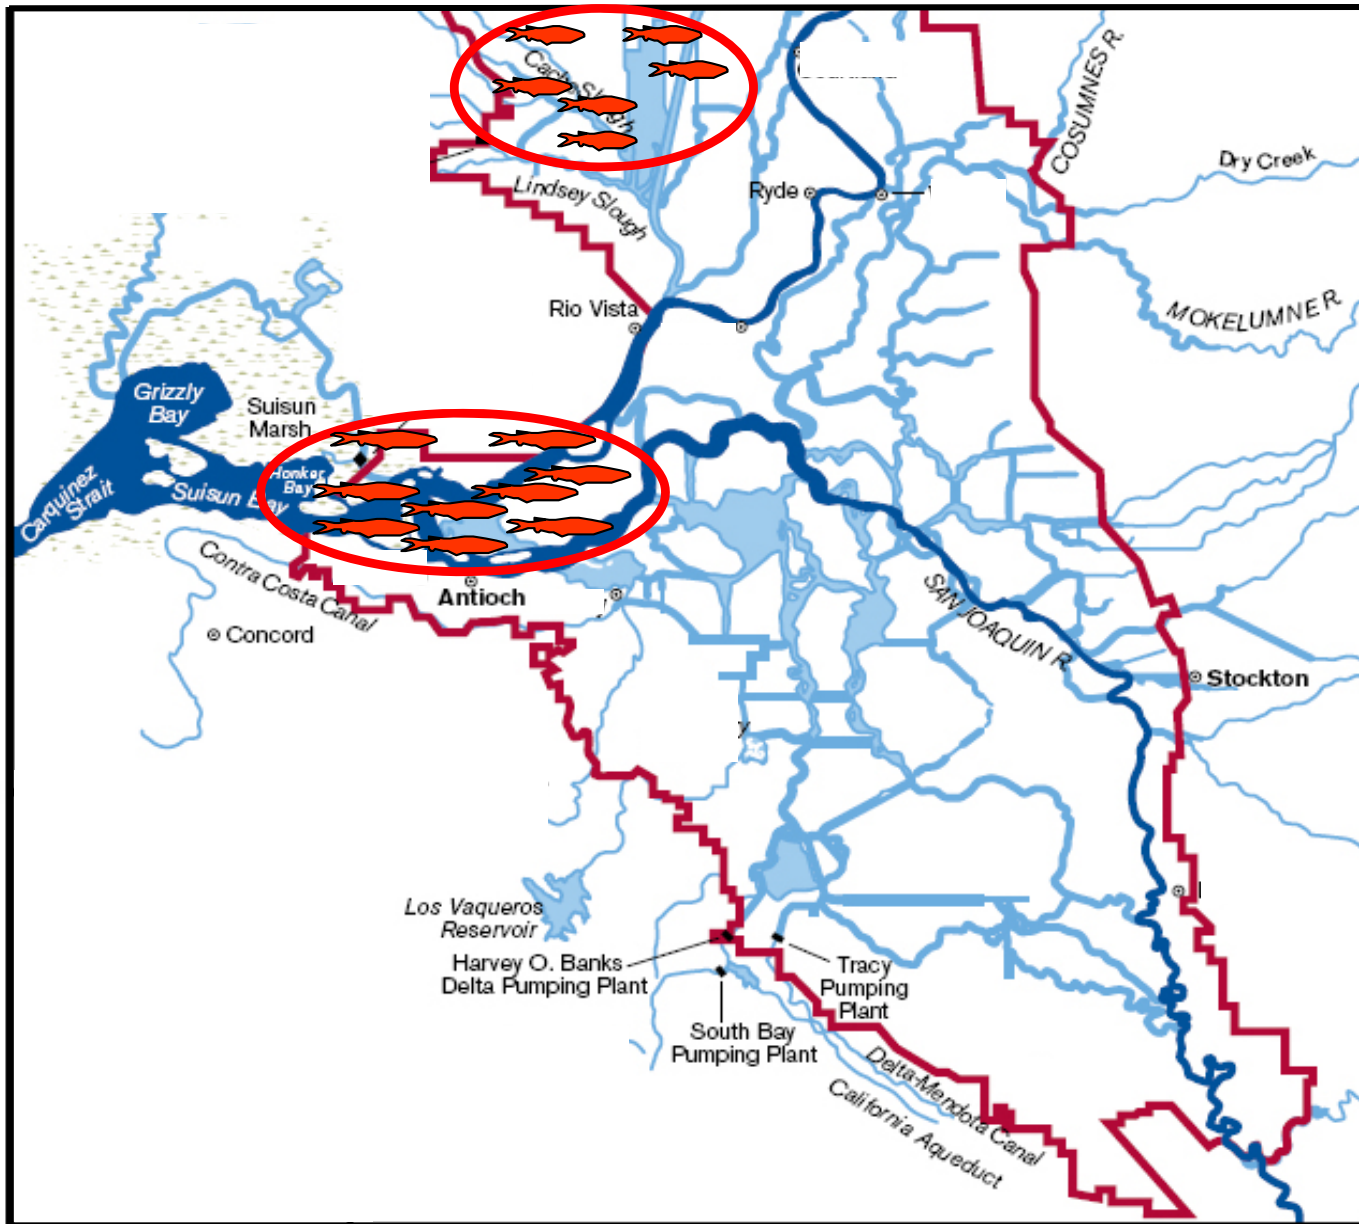 Cache Slough
COSUMNES R.
Dry Creek
Lindsey Slough
Ryde
Rio Vista
MOKELUMNE R.
Grizzly
Bay
Suisun
Marsh
Honker
Bay
Suisun Bay
Carquinez
Strait
Contra Costa Canal
Antioch
Concord
SAN JOAQUIN R.
Stockton
y
Los Vaqueros
Reservoir
Harvey O. Banks
Delta Pumping Plant
Tracy
Pumping
Plant
South Bay
Pumping Plant
Delta-Mendota Canal
California Aqueduct